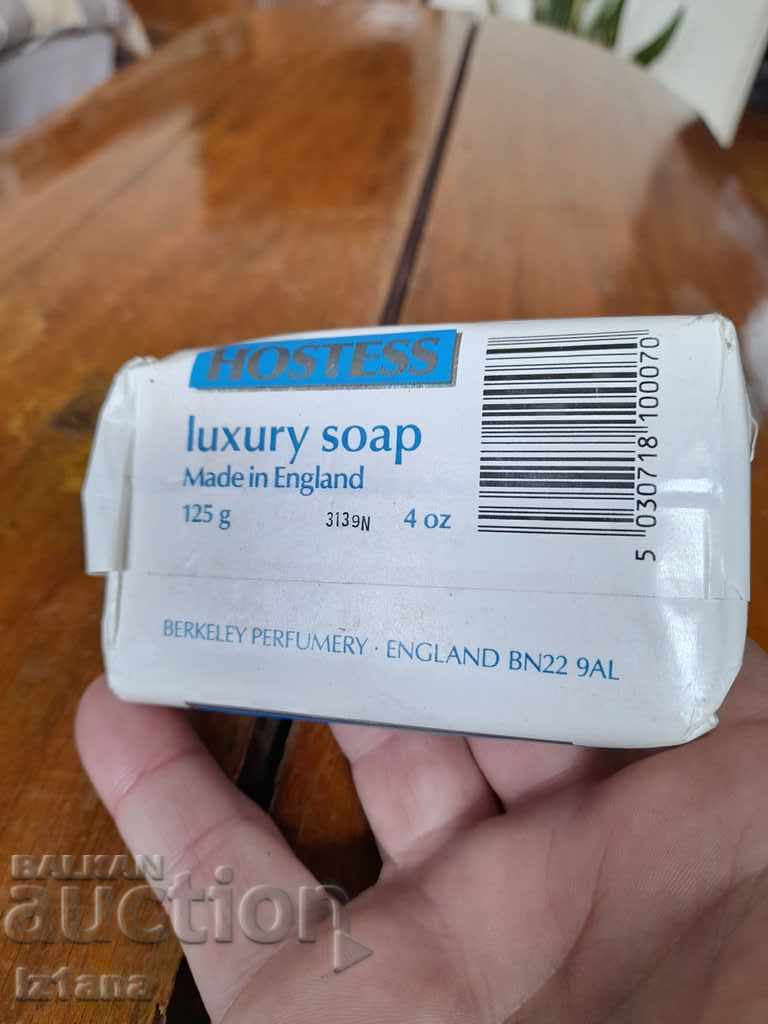 HOSTESS
luxury soap
Made in England
125 g 3139N 4 oz
5 030718 100070
BERKELEY PERFUMERY · ENGLAND BN22 9AL
BALKAN
auction
Iz1ana